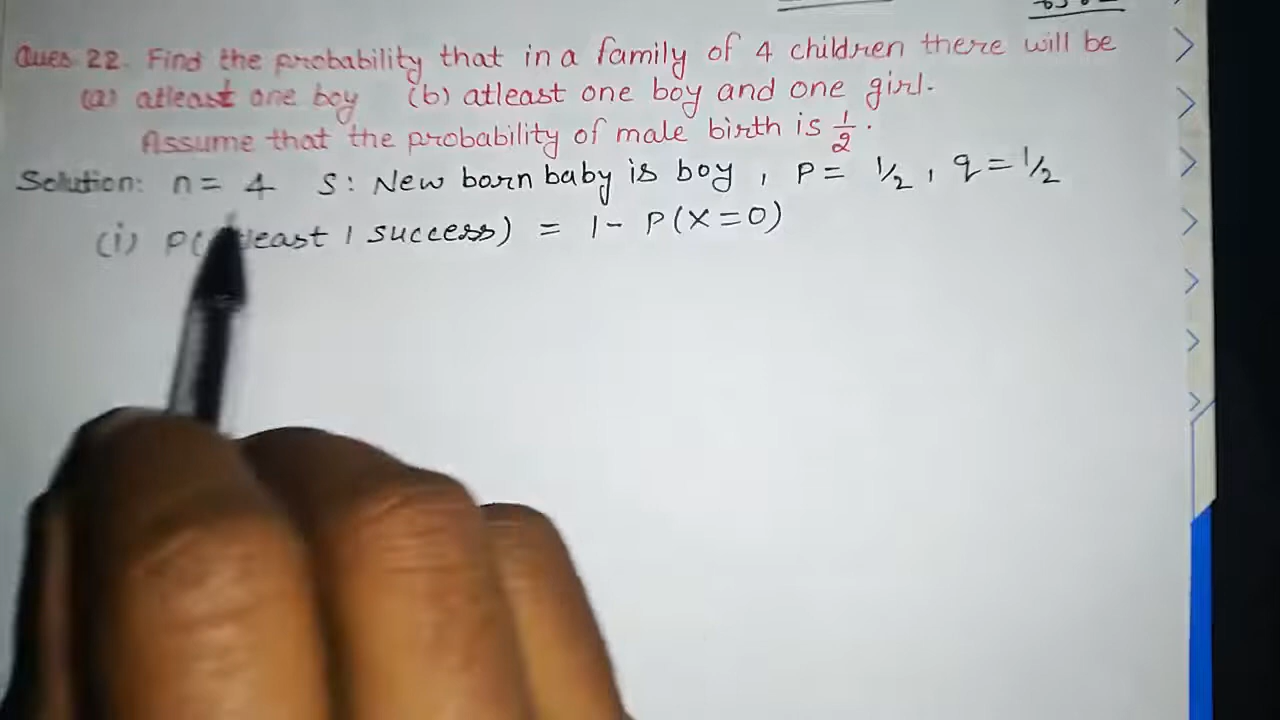 Ques 22. Find the probability that in a family of 4 children there will be
(a) atleast one boy (b) atleast one boy and one girl.
Assume that the probability of male birth is 1/2.
Solution: n = 4 S: New born baby is boy, P = 1/2, q = 1/2
(i) P( least 1 success) = 1 - P(X=0)